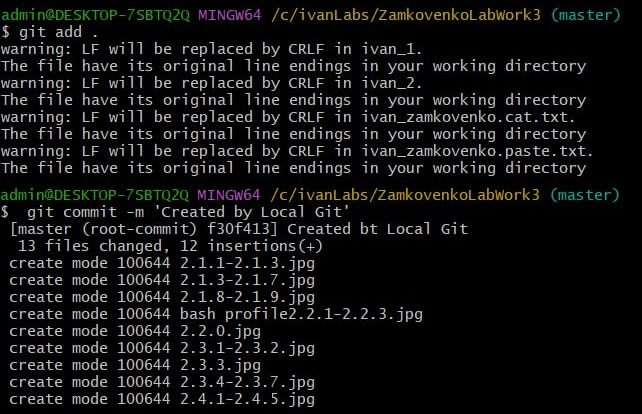 admin@DESKTOP-7SBTQ2Q MINGW64 /c/ivanLabs/ZamkovenkoLabWork3 (master)
$ git add .
warning: LF will be replaced by CRLF in ivan_1.
The file have its original line endings in your working directory
warning: LF will be replaced by CRLF in ivan_2.
The file have its original line endings in your working directory
warning: LF will be replaced by CRLF in ivan_zamkovenko.cat.txt.
The file have its original line endings in your working directory
warning: LF will be replaced by CRLF in ivan_zamkovenko.paste.txt.
The file have its original line endings in your working directory
admin@DESKTOP-7SBTQ2Q MINGW64 /c/ivanLabs/ZamkovenkoLabWork3 (master)
$  git commit -m 'Created by Local Git'
[master (root-commit) f30f413] Created bt Local Git
13 files changed, 12 insertions(+)
create mode 100644 2.1.1-2.1.3.jpg
create mode 100644 2.1.3-2.1.7.jpg
create mode 100644 2.1.8-2.1.9.jpg
create mode 100644 bash profile2.2.1-2.2.3.jpg
create mode 100644 2.2.0.jpg
create mode 100644 2.3.1-2.3.2.jpg
create mode 100644 2.3.3.jpg
create mode 100644 2.3.4-2.3.7.jpg
create mode 100644 2.4.1-2.4.5.jpg